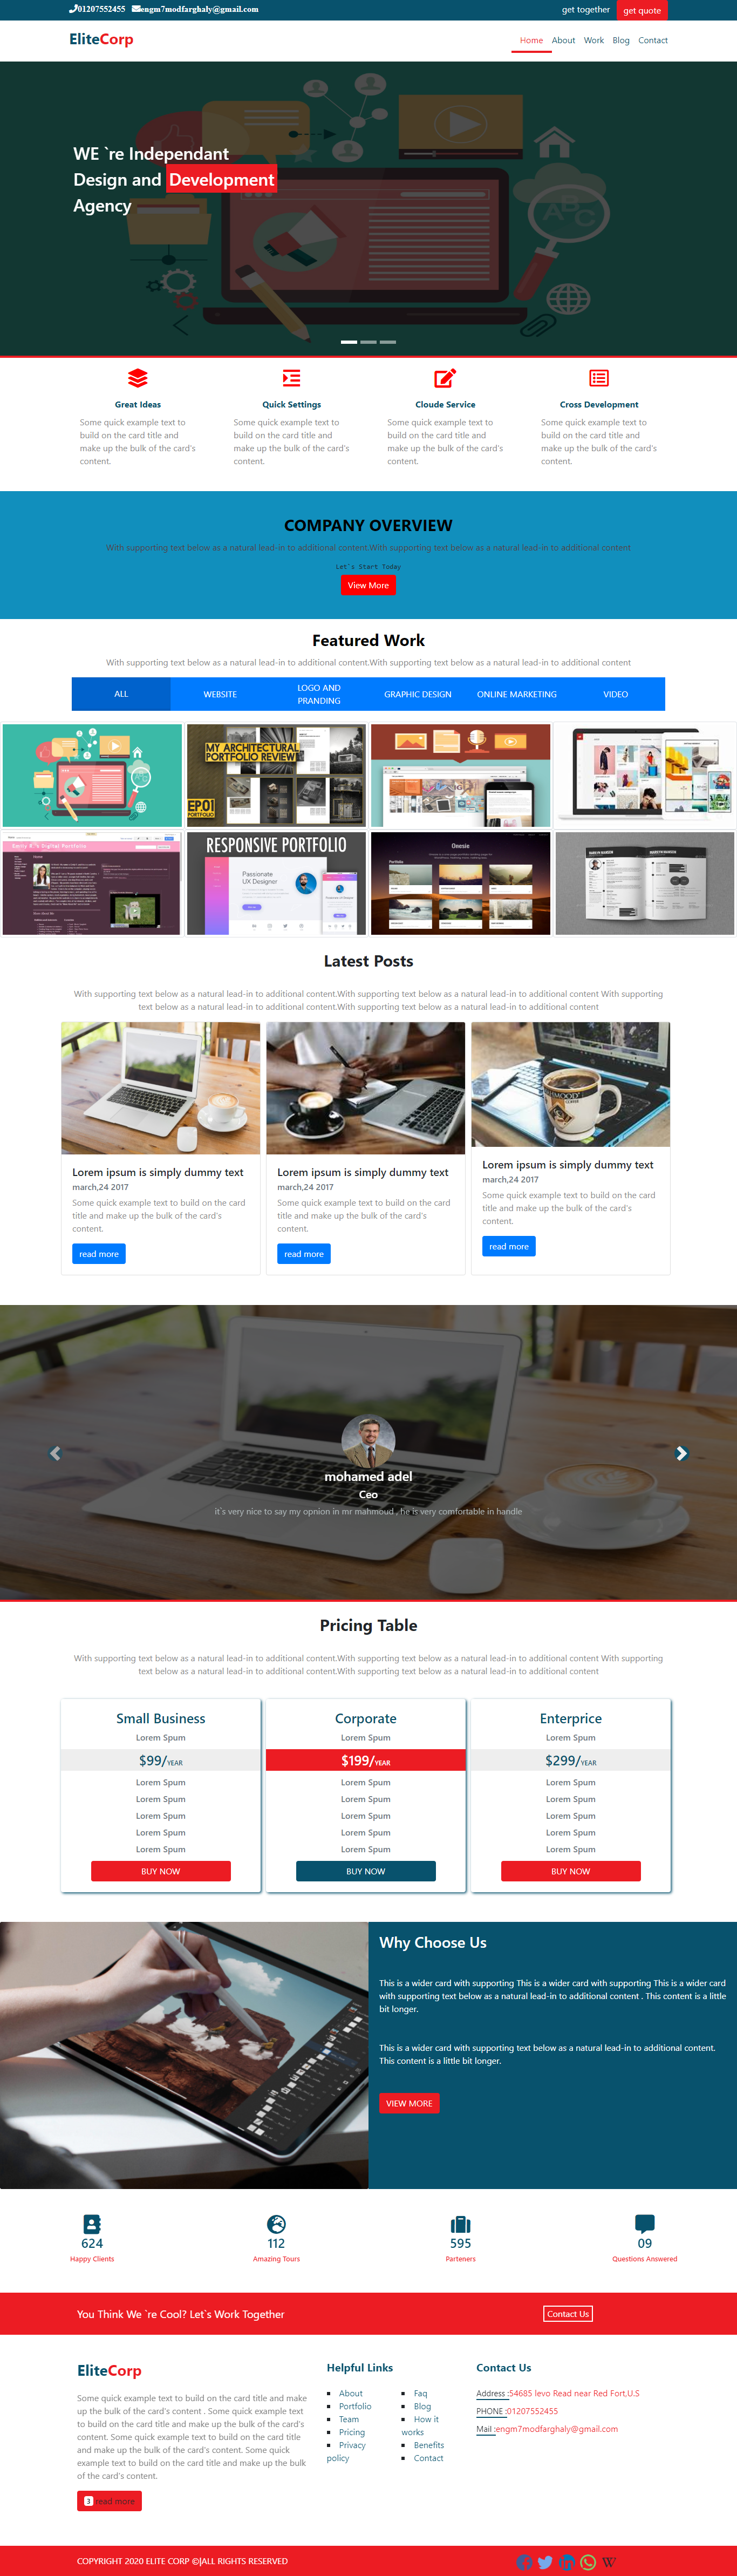 01207552455 engm7modfarghaly@gmail.com
get together get quote
EliteCorp
Home About Work Blog Contact
WE `re Independant
Design and Development
Agency
Great Ideas
Some quick example text to
build on the card title and
make up the bulk of the card's
content.
Quick Settings
Some quick example text to
build on the card title and
make up the bulk of the card's
content.
Cloude Service
Some quick example text to
build on the card title and
make up the bulk of the card's
content.
Cross Development
Some quick example text to
build on the card title and
make up the bulk of the card's
content.
COMPANY OVERVIEW
With supporting text below as a natural lead-in to additional content.With supporting text below as a natural lead-in to additional content
Let's Start Today
View More
Featured Work
With supporting text below as a natural lead-in to additional content.With supporting text below as a natural lead-in to additional content
ALL
WEBSITE
LOGO AND
PRANDING
GRAPHIC DESIGN
ONLINE MARKETING
VIDEO
MY ARCHITECTURAL
PORTFOLIO REVIEW
EP.01
RESPONSIVE PORTFOLIO
Passionate
UX Designer
Onesie
Latest Posts
With supporting text below as a natural lead-in to additional content.With supporting text below as a natural lead-in to additional content With supporting
text below as a natural lead-in to additional content.With supporting text below as a natural lead-in to additional content
Lorem ipsum is simply dummy text
march,24 2017
Some quick example text to build on the card
title and make up the bulk of the card's
content.
read more
Lorem ipsum is simply dummy text
march,24 2017
Some quick example text to build on the card
title and make up the bulk of the card's
content.
read more
Lorem ipsum is simply dummy text
march,24 2017
Some quick example text to build on the card
title and make up the bulk of the card's
content.
read more
mohamed adel
Ceo
it's very nice to say my opnion in mr mahmoud , he is very comfortable in handle
Pricing Table
With supporting text below as a natural lead-in to additional content.With supporting text below as a natural lead-in to additional content With supporting
text below as a natural lead-in to additional content.With supporting text below as a natural lead-in to additional content
Small Business
Lorem Spum
$99/YEAR
Lorem Spum
Lorem Spum
Lorem Spum
Lorem Spum
Lorem Spum
BUY NOW
Corporate
Lorem Spum
$199/YEAR
Lorem Spum
Lorem Spum
Lorem Spum
Lorem Spum
Lorem Spum
BUY NOW
Enterprice
Lorem Spum
$299/YEAR
Lorem Spum
Lorem Spum
Lorem Spum
Lorem Spum
Lorem Spum
BUY NOW
Why Choose Us
This is a wider card with supporting This is a wider card with supporting This is a wider card
with supporting text below as a natural lead-in to additional content . This content is a little
bit longer.
This is a wider card with supporting text below as a natural lead-in to additional content.
This content is a little bit longer.
VIEW MORE
624
Happy Clients
112
Amazing Tours
595
Parteners
09
Questions Answered
You Think We `re Cool? Let`s Work Together
Contact Us
EliteCorp
Some quick example text to build on the card title and make
up the bulk of the card's content . Some quick example text
to build on the card title and make up the bulk of the card's
content. Some quick example text to build on the card title
and make up the bulk of the card's content. Some quick
example text to build on the card title and make up the bulk
of the card's content.
3 read more
Helpful Links
About
Portfolio
Team
Pricing
Privacy
policy
Faq
Blog
How it
works
Benefits
Contact
Contact Us
Address :54685 levo Read near Red Fort,U.S
PHONE :01207552455
Mail :engm7modfarghaly@gmail.com
COPYRIGHT 2020 ELITE CORP ©|ALL RIGHTS RESERVED